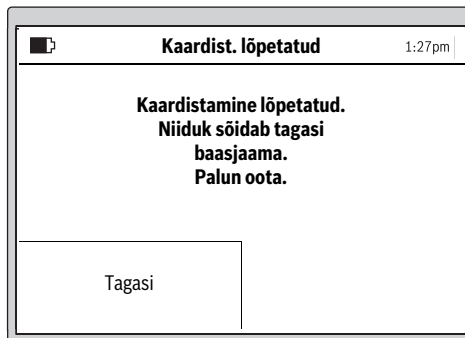 Kaardist. lõpetatud 1:27pm
Kaardistamine lõpetatud.
Niiduk sõidab tagasi
baasjaama.
Palun oota.
Tagasi